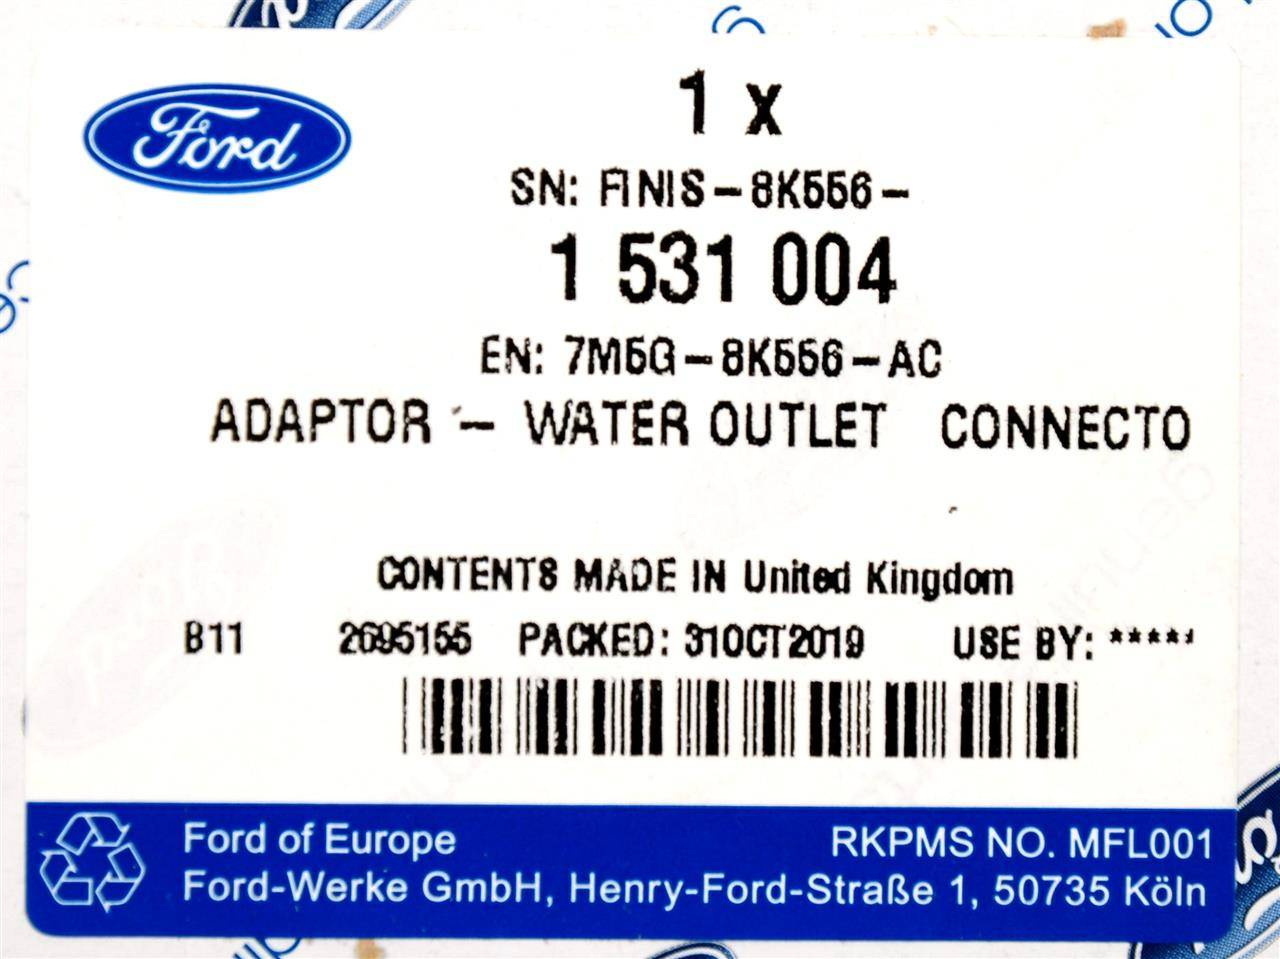 Ford
1 x
SN: FINIS-8K556-
1 531 004
EN: 7M5G-8K556-AC
ADAPTOR - WATER OUTLET CONNECTO
CONTENTS MADE IN United Kingdom
B11 2695155 PACKED: 31OCT2019 USE BY: *****
Ford of Europe
RKPMS NO. MFL001
Ford-Werke GmbH, Henry-Ford-Straße 1, 50735 Köln